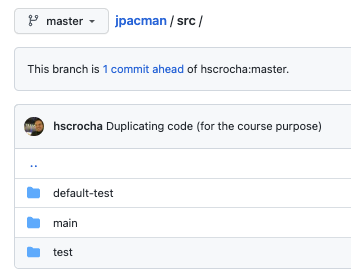 master jpacman / src /
This branch is 1 commit ahead of hscrocha:master.
hscrocha Duplicating code (for the course purpose)
..
default-test
main
test